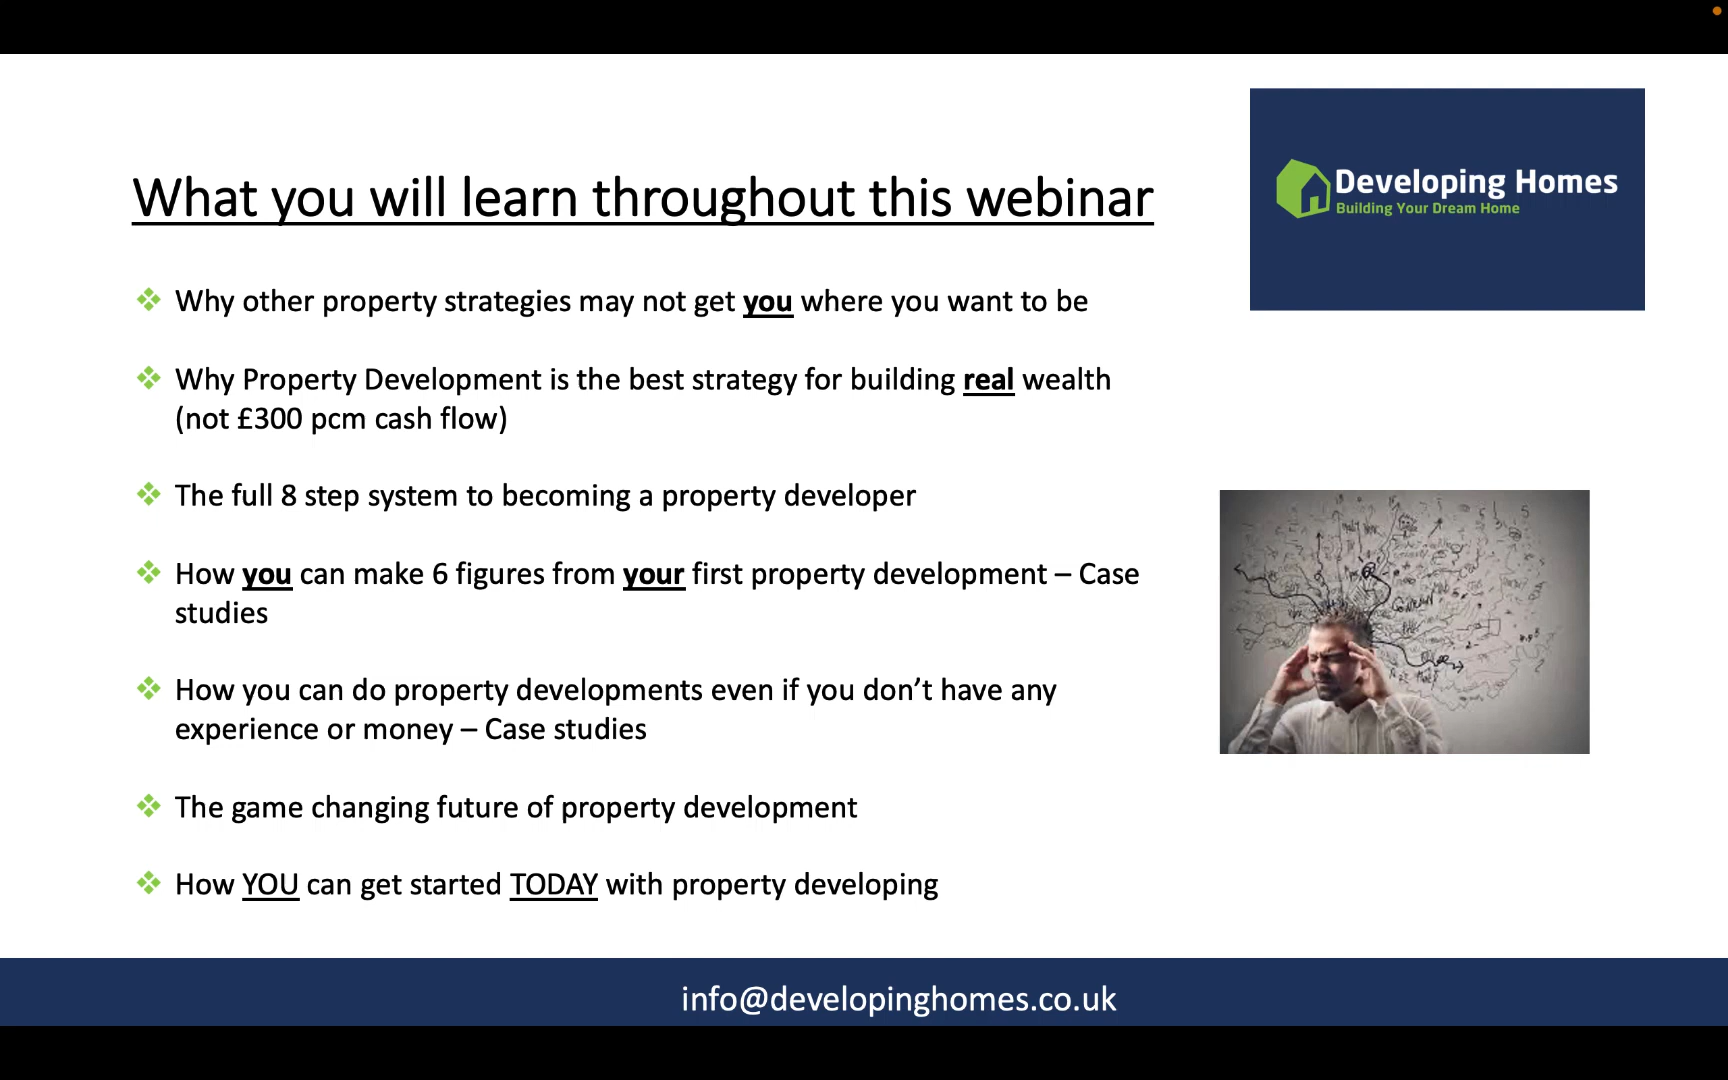 Developing Homes
Building Your Dream Home
What you will learn throughout this webinar
Why other property strategies may not get you where you want to be
Why Property Development is the best strategy for building real wealth
(not £300 pcm cash flow)
The full 8 step system to becoming a property developer
How you can make 6 figures from your first property development – Case
studies
How you can do property developments even if you don’t have any
experience or money – Case studies
The game changing future of property development
How YOU can get started TODAY with property developing
info@developinghomes.co.uk